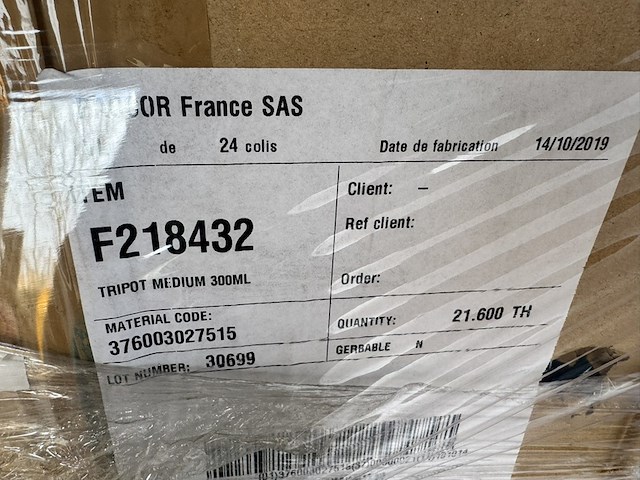 OR France SAS
de 24 colis Date de fabrication 14/10/2019
EM
F218432
TRIPOT MEDIUM 300ML
MATERIAL CODE:
376003027515
LOT NUMBER: 30699
Client: –
Ref client:
Order:
QUANTITY: 21.600 TH
GERBABLE N